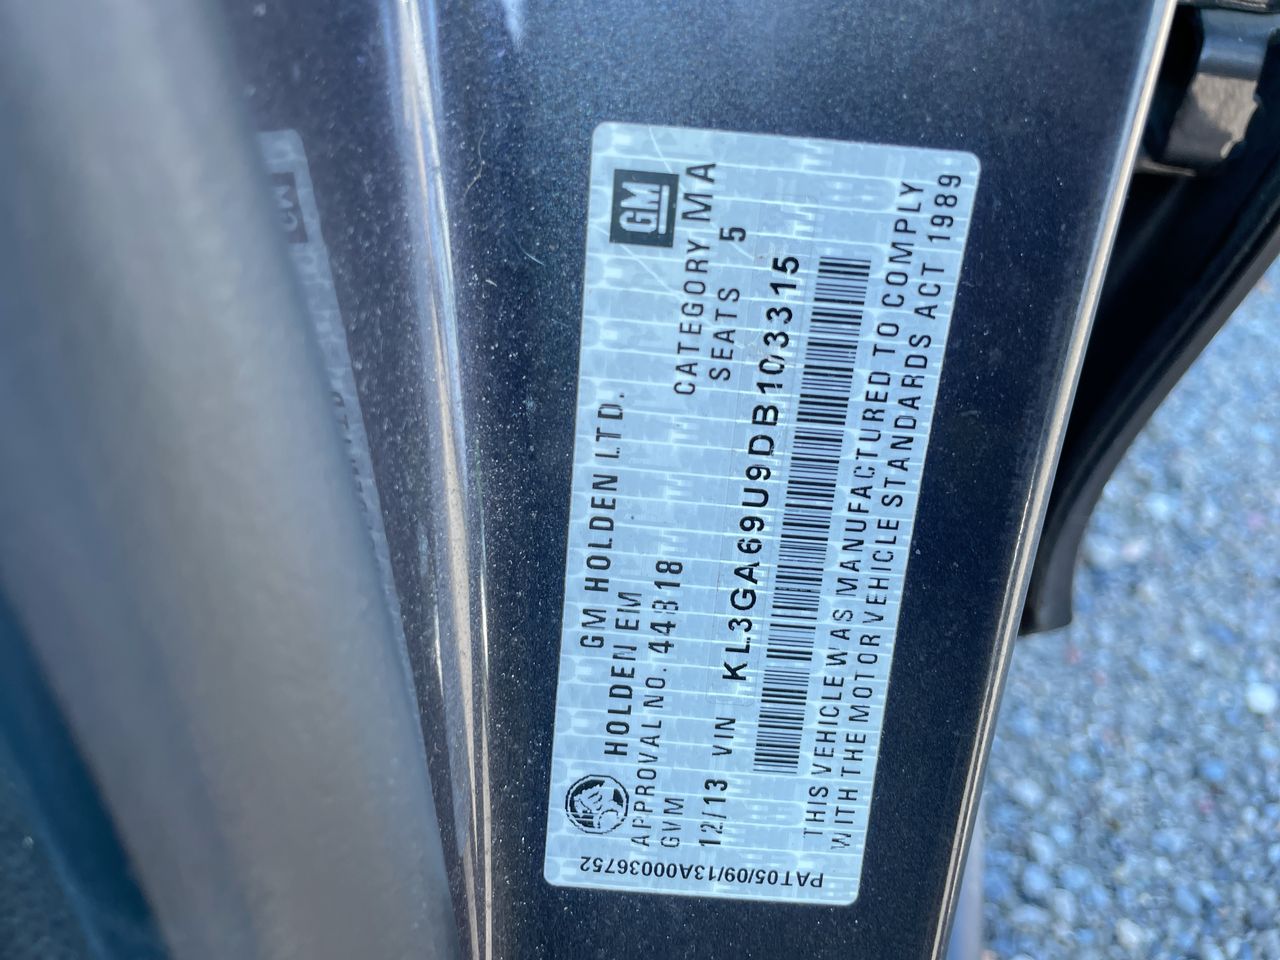 GM
GM HOLDEN LTD.
HOLDEN EM
APPROVAL NO. 44818
CATEGORY MA
GVM
SEATS 5
12/13 VIN KL3GA69U9DB103315
THIS VEHICLE WAS MANUFACTURED TO COMPLY
WITH THE MOTOR VEHICLE STANDARDS ACT 1989
PAT05/09/13A00036752